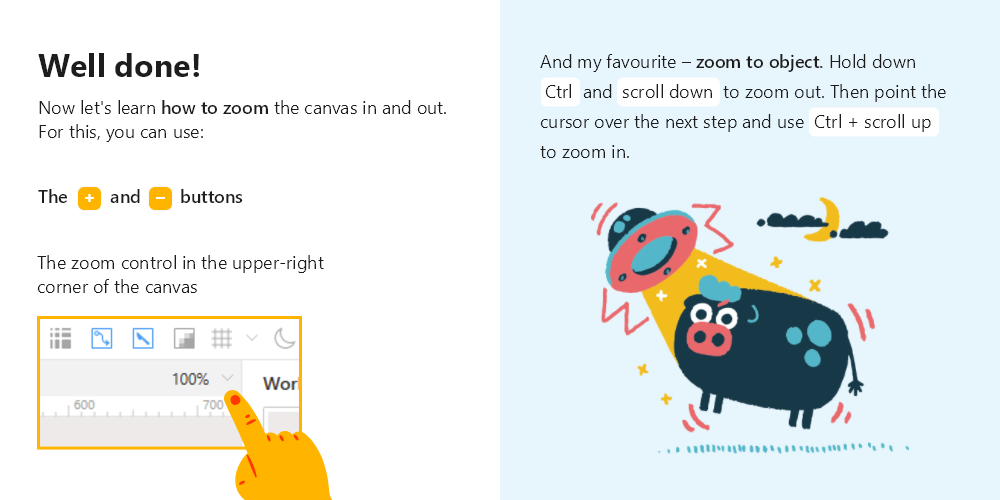 Well done!
Now let's learn how to zoom the canvas in and out.
For this, you can use:
The + and − buttons
The zoom control in the upper-right
corner of the canvas
100%
Wor
600
700
And my favourite – zoom to object. Hold down
Ctrl and scroll down to zoom out. Then point the
cursor over the next step and use Ctrl + scroll up
to zoom in.